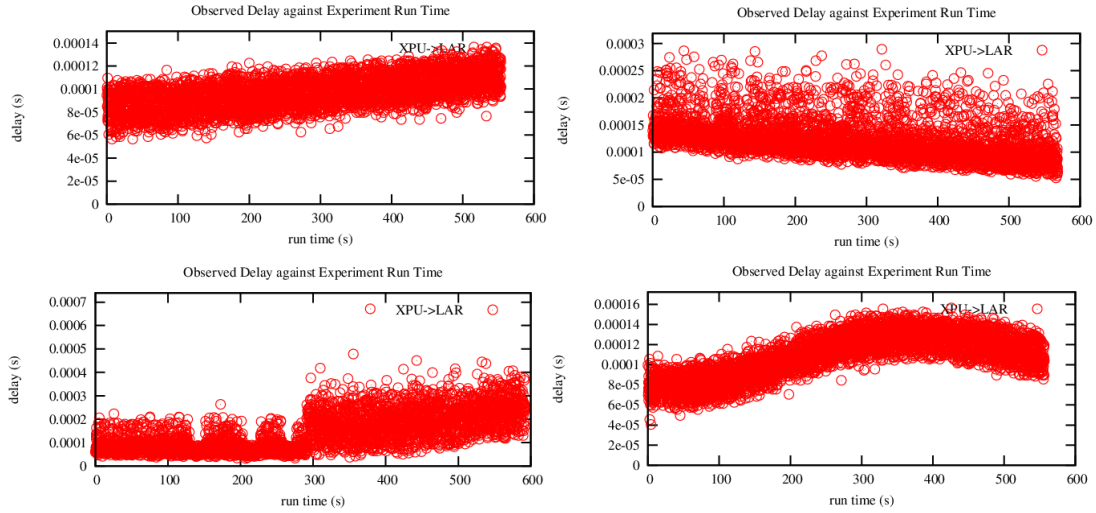 Observed Delay against Experiment Run Time
0.00014
0.00012
0.0001
8e-05
6e-05
4e-05
2e-05
0
delay (s)
XPU->LAR
0 100 200 300 400 500 600
run time (s)
Observed Delay against Experiment Run Time
0.0003
0.00025
0.0002
0.00015
0.0001
5e-05
0
delay (s)
XPU->LAR
0 100 200 300 400 500 600
run time (s)
Observed Delay against Experiment Run Time
0.0007
0.0006
0.0005
0.0004
0.0003
0.0002
0.0001
0
delay (s)
XPU->LAR
0 100 200 300 400 500 600
run time (s)
Observed Delay against Experiment Run Time
0.00016
0.00014
0.00012
0.0001
8e-05
6e-05
4e-05
2e-05
0
delay (s)
XPU->LAR
0 100 200 300 400 500 600
run time (s)